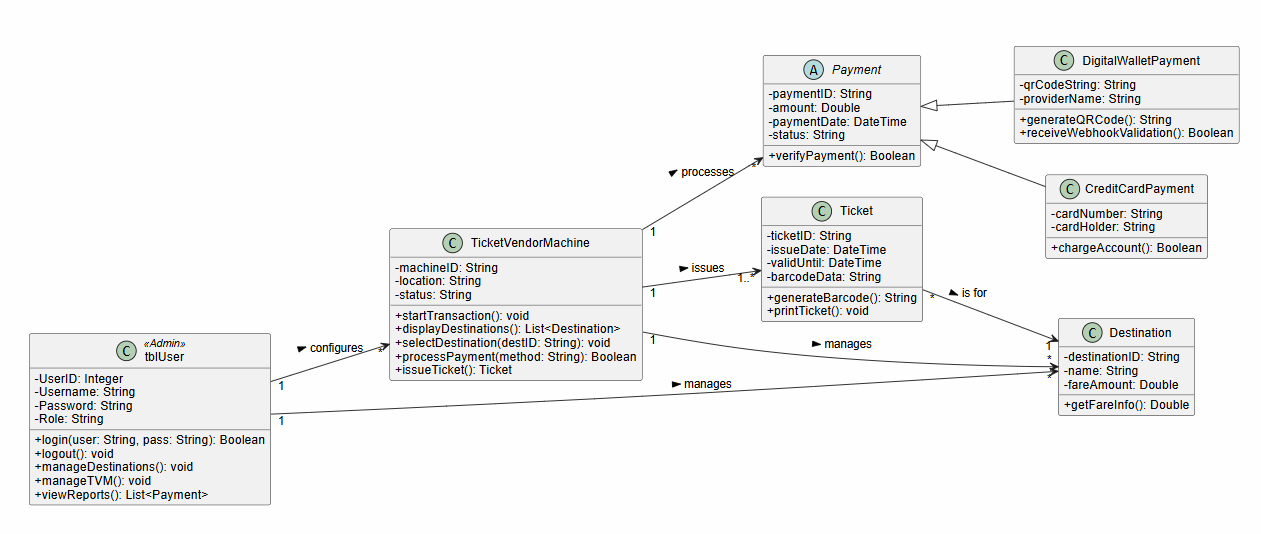 «Admin»
C tblUser
-UserID: Integer
-Username: String
-Password: String
-Role: String
+login(user: String, pass: String): Boolean
+logout(): void
+manageDestinations(): void
+manageTVM(): void
+viewReports(): List<Payment>
configures
1
*
manages
1
*
C TicketVendorMachine
-machineID: String
-location: String
-status: String
+startTransaction(): void
+displayDestinations(): List<Destination>
+selectDestination(destID: String): void
+processPayment(method: String): Boolean
+issueTicket(): Ticket
processes
1
*
issues
1
1..*
manages
1
*
A Payment
-paymentID: String
-amount: Double
-paymentDate: DateTime
-status: String
+verifyPayment(): Boolean
C Ticket
-ticketID: String
-issueDate: DateTime
-validUntil: DateTime
-barcodeData: String
+generateBarcode(): String
+printTicket(): void
is for
*
1
C DigitalWalletPayment
-qrCodeString: String
-providerName: String
+generateQRCode(): String
+receiveWebhookValidation(): Boolean
C CreditCardPayment
-cardNumber: String
-cardHolder: String
+chargeAccount(): Boolean
C Destination
-destinationID: String
-name: String
-fareAmount: Double
+getFareInfo(): Double